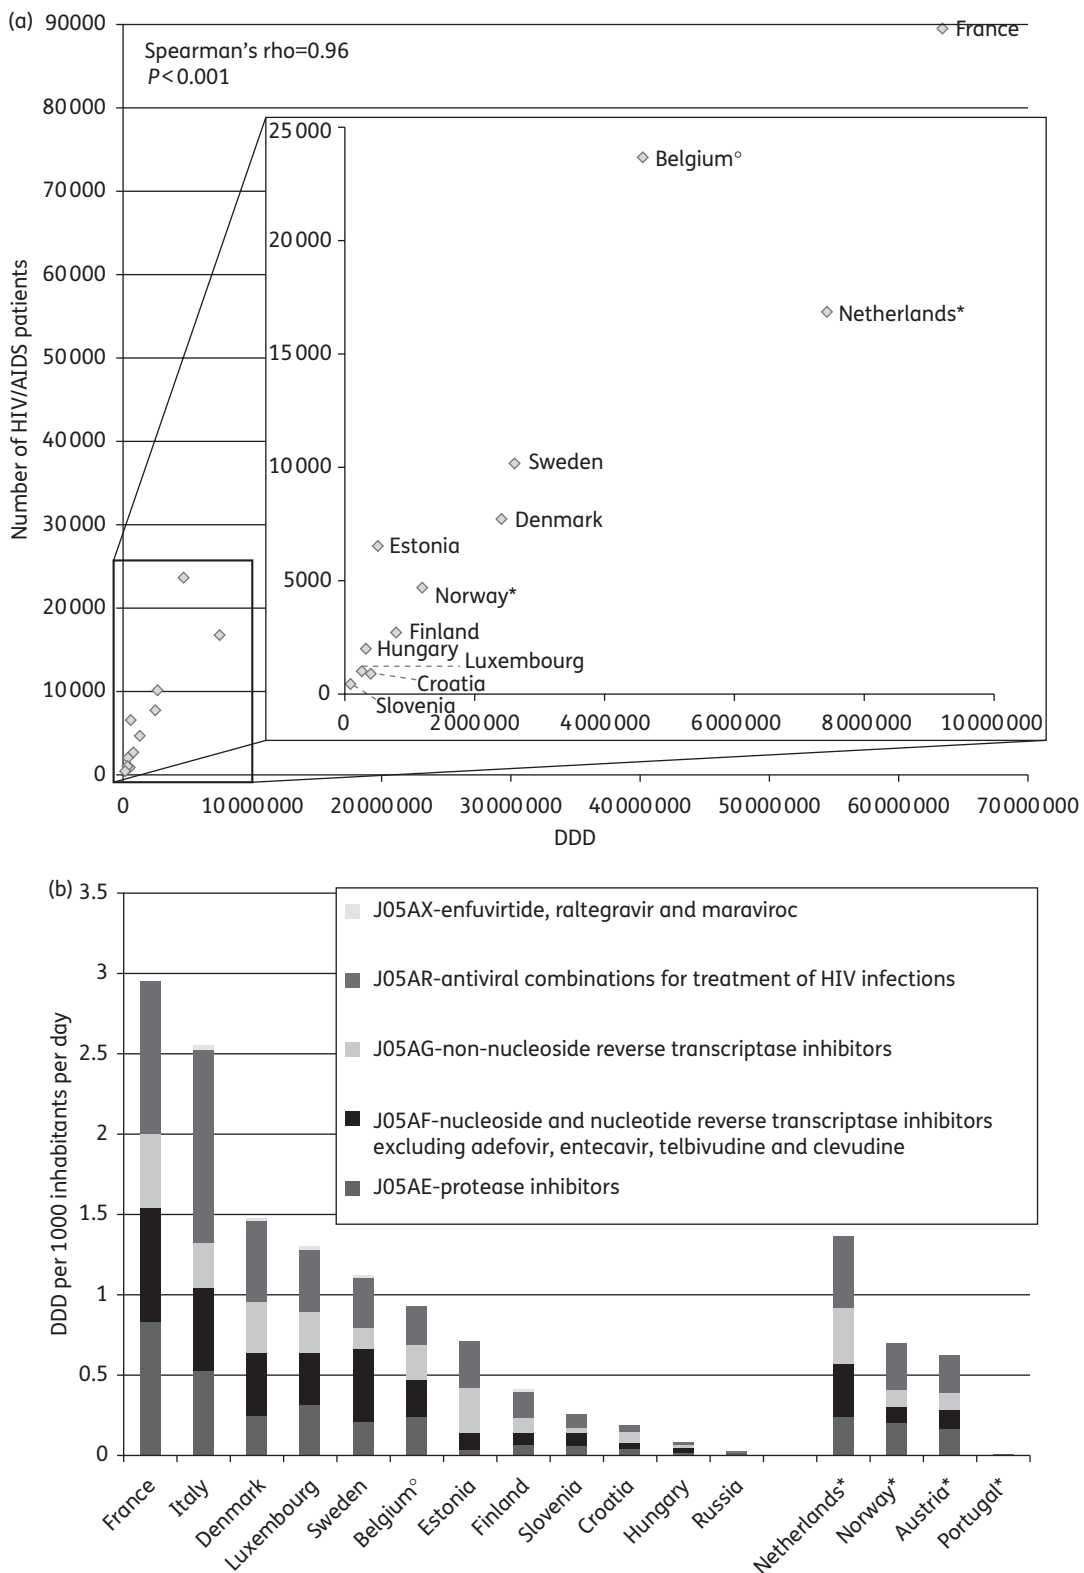 (a)
90000
80000
70000
60000
50000
40000
30000
20000
10000
0
Number of HIV/AIDS patients
Spearman's rho=0.96
P<0.001
France
25000
20000
15000
10000
5000
0
Belgium°
Netherlands*
Sweden
Denmark
Estonia
Norway*
Finland
Hungary
Luxembourg
Croatia
Slovenia
0 2000000 4000000 6000000 8000000 10000000
0 10000000 20000000 30000000 40000000 50000000 60000000 70000000
DDD
(b)
3.5
3
2.5
2
1.5
1
0.5
0
DDD per 1000 inhabitants per day
J05AX-enfuvirtide, raltegravir and maraviroc
J05AR-antiviral combinations for treatment of HIV infections
J05AG-non-nucleoside reverse transcriptase inhibitors
J05AF-nucleoside and nucleotide reverse transcriptase inhibitors
excluding adefovir, entecavir, telbivudine and clevudine
J05AE-protease inhibitors
France
Italy
Denmark
Luxembourg
Sweden
Belgium°
Estonia
Finland
Slovenia
Croatia
Hungary
Russia
Netherlands*
Norway*
Austria*
Portugal*